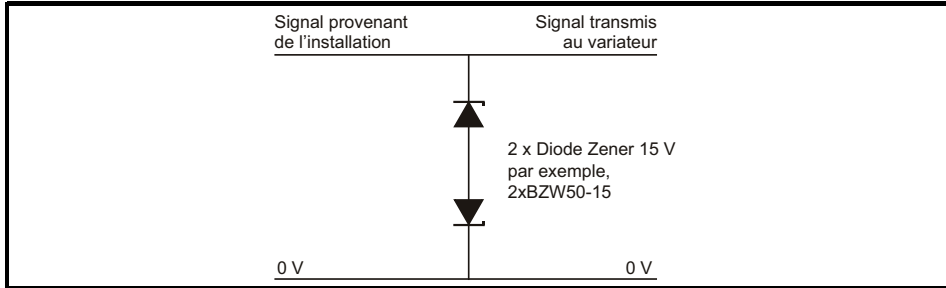 Signal provenant
de l'installation
Signal transmis
au variateur
2 x Diode Zener 15 V
par exemple,
2xBZW50-15
0 V
0 V